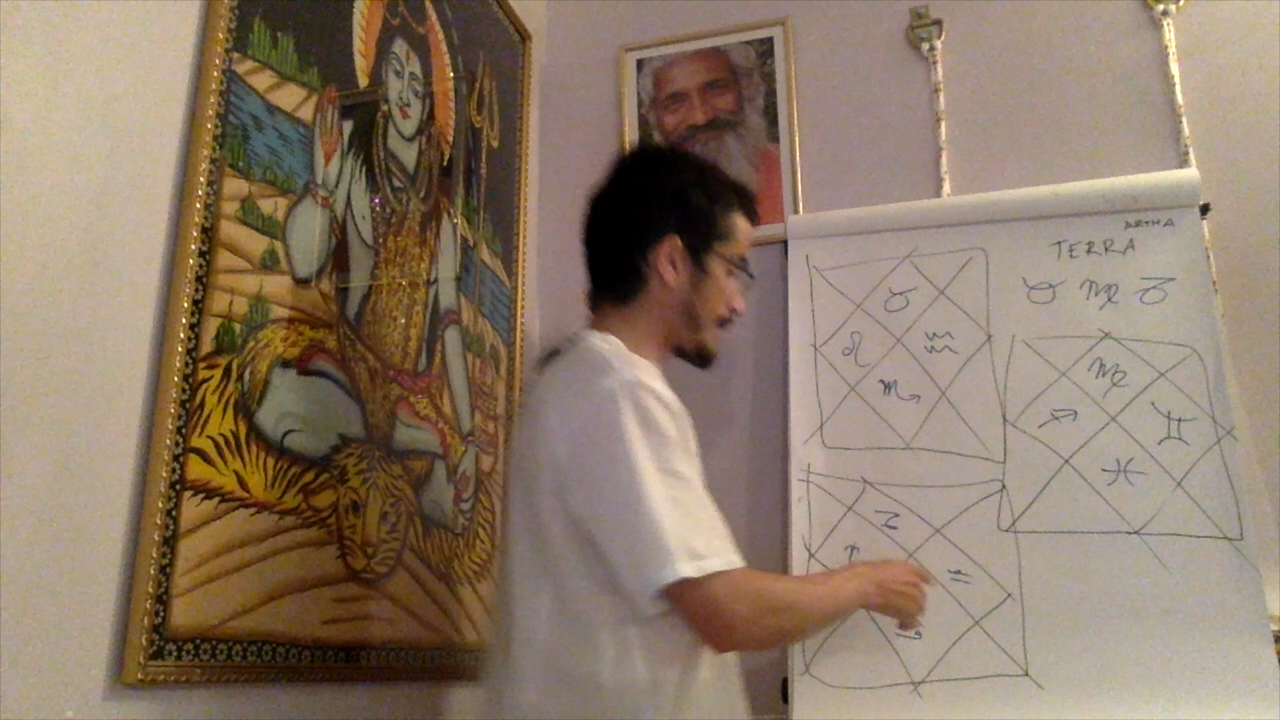 ARTHA
TERRA
♉ ♍ ♑
♉
♌ ♒
♏
♍
♐ ♊
♓